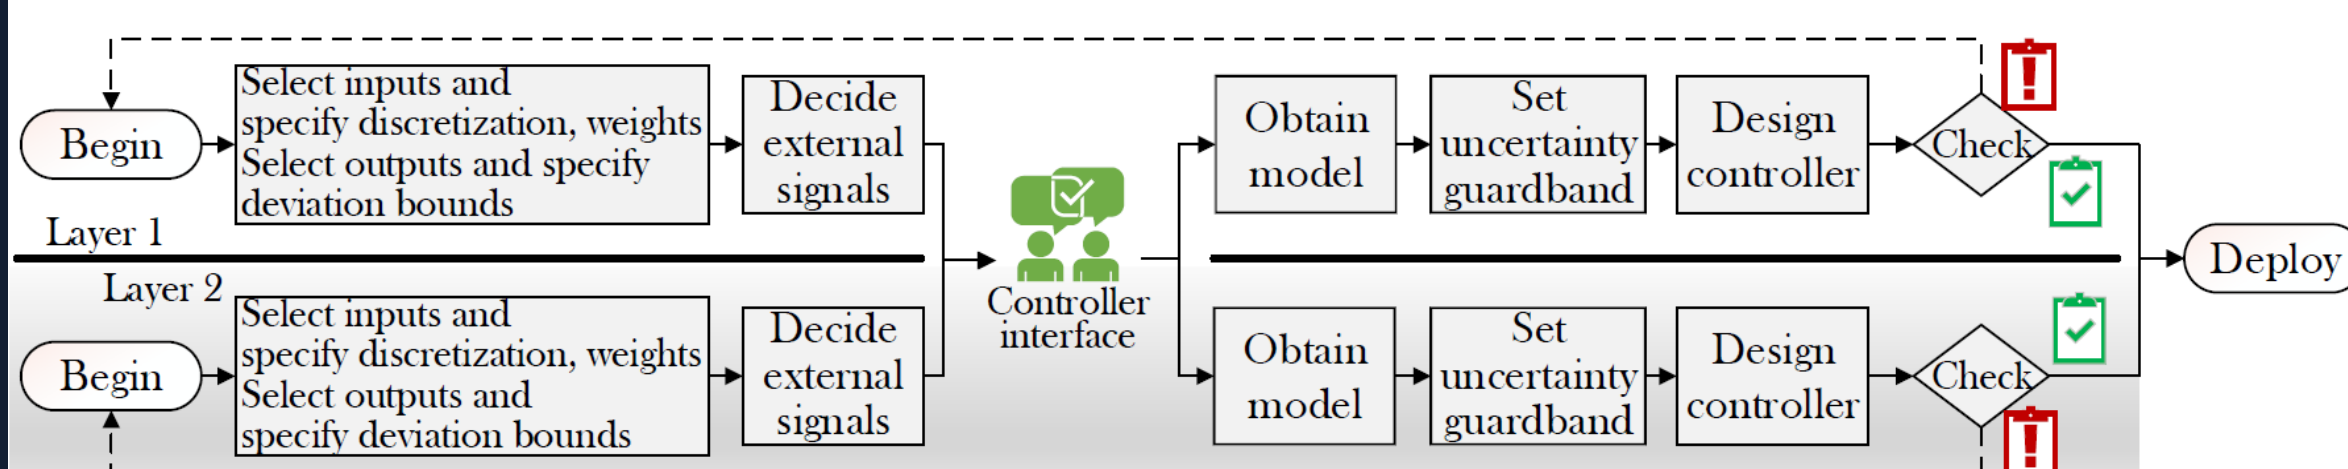 Begin
Select inputs and
specify discretization, weights
Select outputs and specify
deviation bounds
Decide
external
signals
Layer 1
Layer 2
Begin
Select inputs and
specify discretization, weights
Select outputs and
specify deviation bounds
Decide
external
signals
Controller
interface
Obtain
model
Set
uncertainty
guardband
Design
controller
Check
Obtain
model
Set
uncertainty
guardband
Design
controller
Check
Deploy